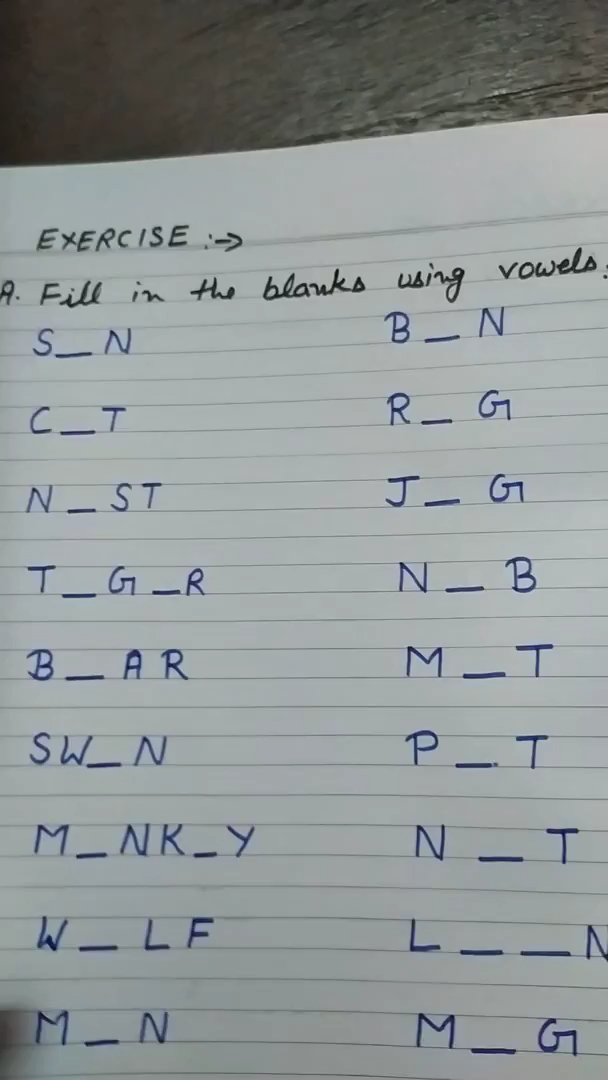 EXERCISE :->
A. Fill in the blanks using vowels:
S_N B_N
C_T R_G
N_ST J_G
T_G_R N_B
B_AR M_T
SW_N P_T
M_NK_Y N_T
W_LF L__N
M_N M_G